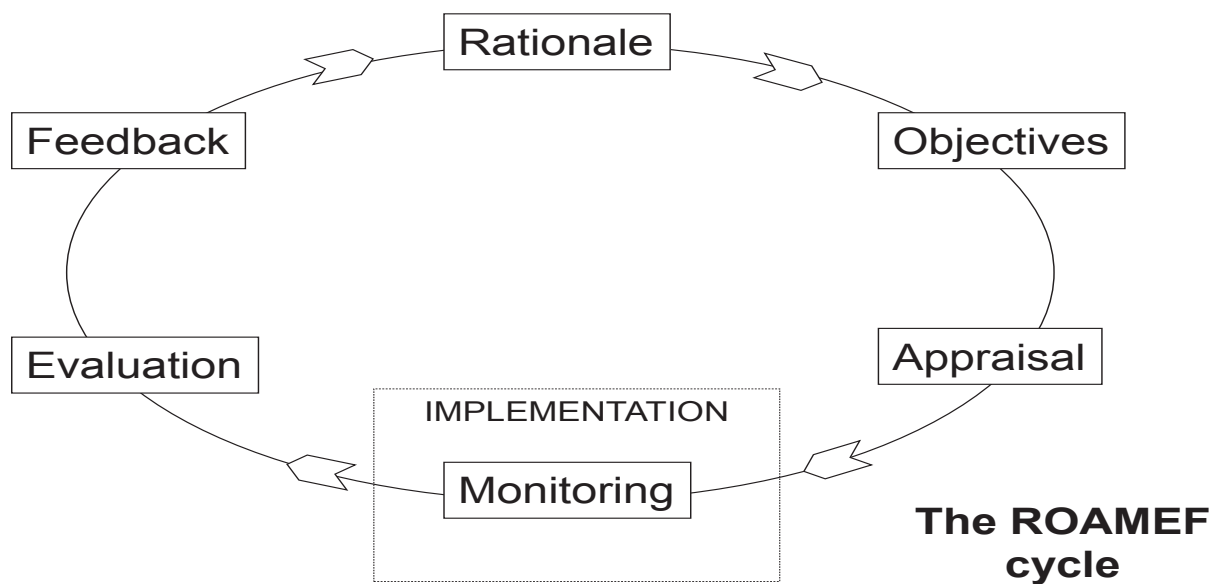 Rationale
Feedback
Objectives
Evaluation
Appraisal
IMPLEMENTATION
Monitoring
The ROAMEF
cycle